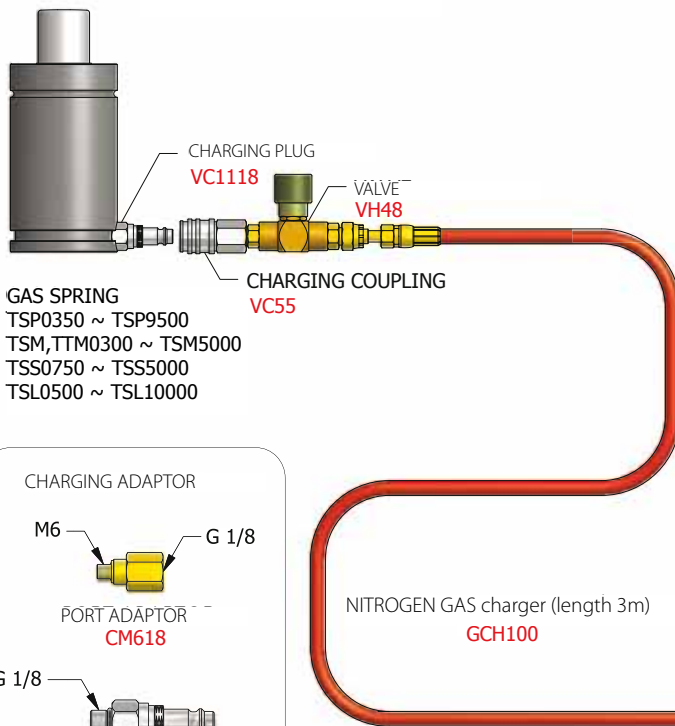 CHARGING PLUG
VC1118
VALVE
VH48
CHARGING COUPLING
VC55
GAS SPRING
TSP0350 ~ TSP9500
TSM,TTM0300 ~ TSM5000
TSS0750 ~ TSS5000
TSL0500 ~ TSL10000
CHARGING ADAPTOR
M6
G 1/8
PORT ADAPTOR
CM618
G 1/8
NITROGEN GAS charger (length 3m)
GCH100